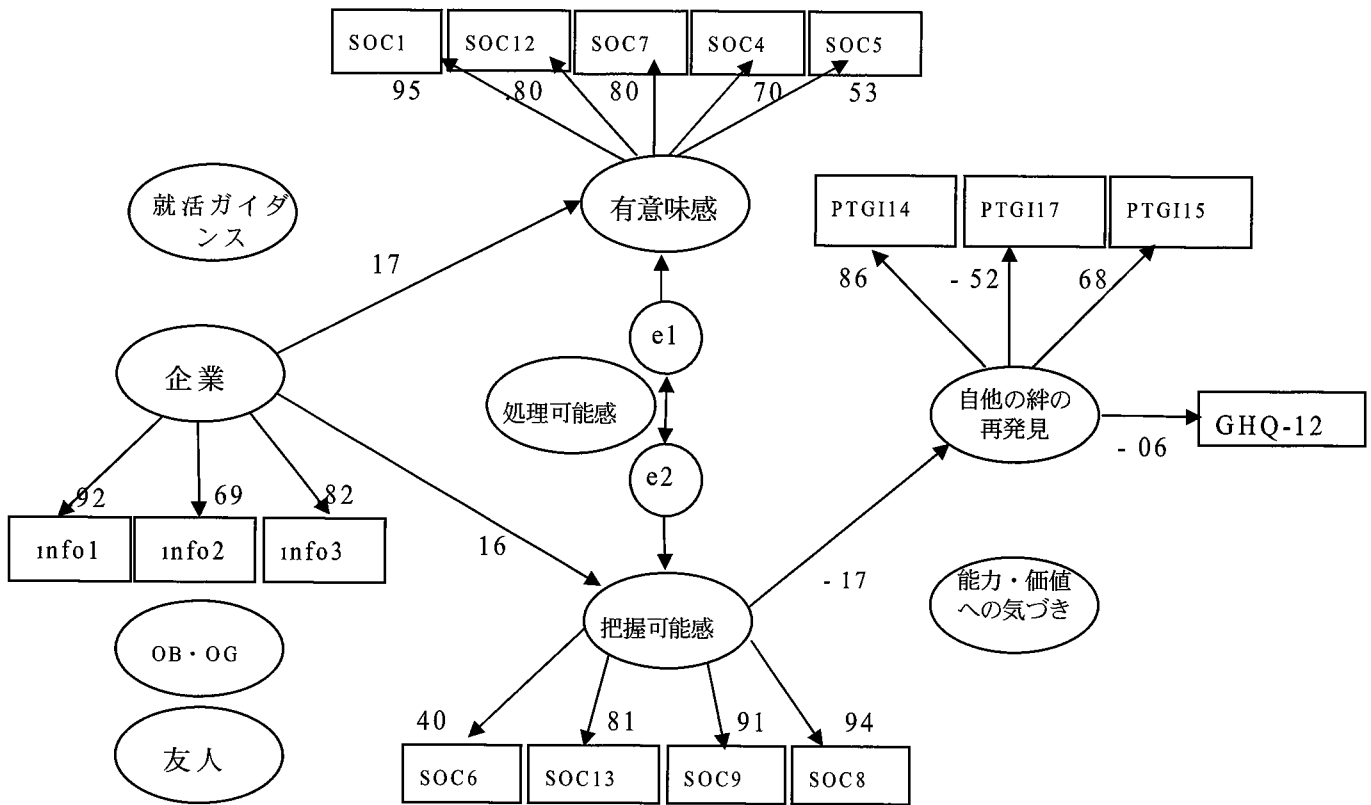 SOC1 SOC12 SOC7 SOC4 SOC5
95 .80 80 70 53
就活ガイダ
ンス
有意味感
PTGI14 PTGI17 PTGI15
17
86 - 52 68
e1
企業
処理可能感
自他の絆の
再発見
GHQ-12
- 06
e2
92 69 82
info1 info2 info3
16
- 17
能力・価値
への気づき
把握可能感
OB・OG
40 81 91 94
友人
SOC6 SOC13 SOC9 SOC8